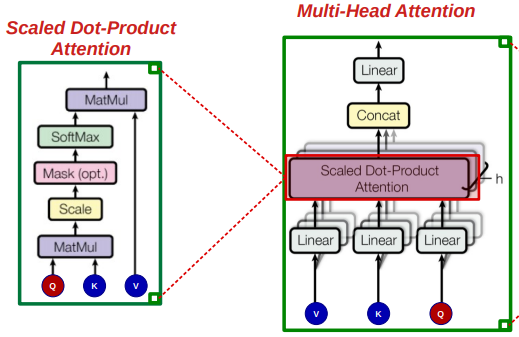 Scaled Dot-Product
Attention
MatMul
SoftMax
Mask (opt.)
Scale
MatMul
Q
K
V
Multi-Head Attention
Linear
Concat
Scaled Dot-Product
Attention
h
Linear
Linear
Linear
V
K
Q